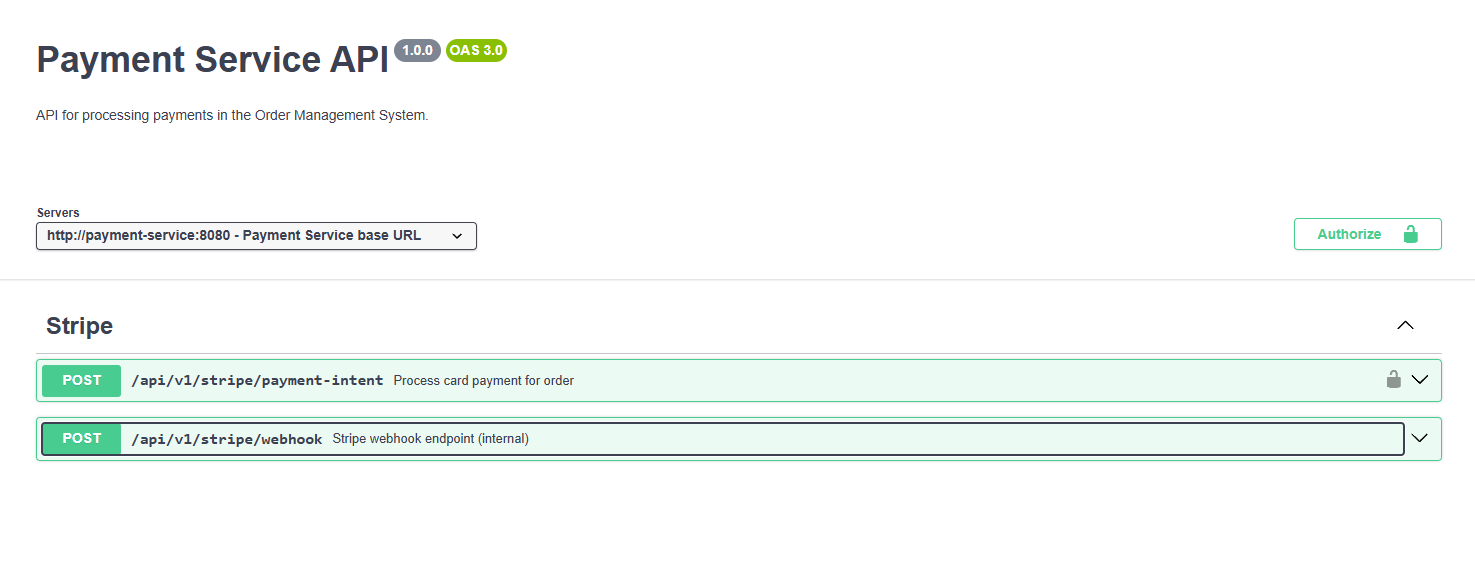 Payment Service API 1.0.0 OAS 3.0
API for processing payments in the Order Management System.
Servers
http://payment-service:8080 - Payment Service base URL
Authorize
Stripe
POST /api/v1/stripe/payment-intent Process card payment for order
POST /api/v1/stripe/webhook Stripe webhook endpoint (internal)